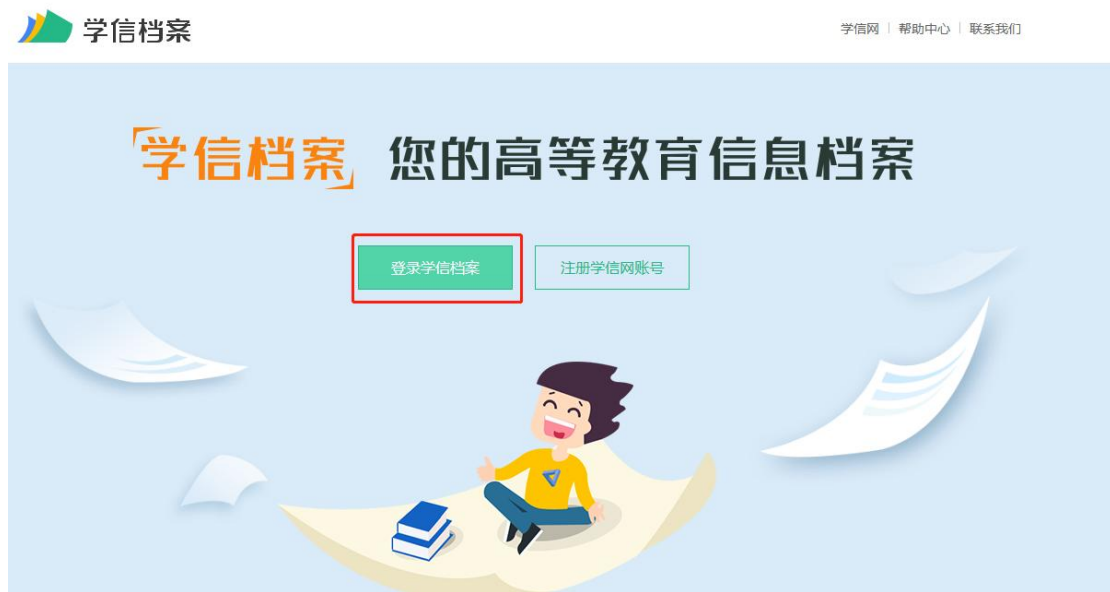 学信档案
学信网 | 帮助中心 | 联系我们
学信档案 您的高等教育信息档案
登录学信档案 注册学信网账号